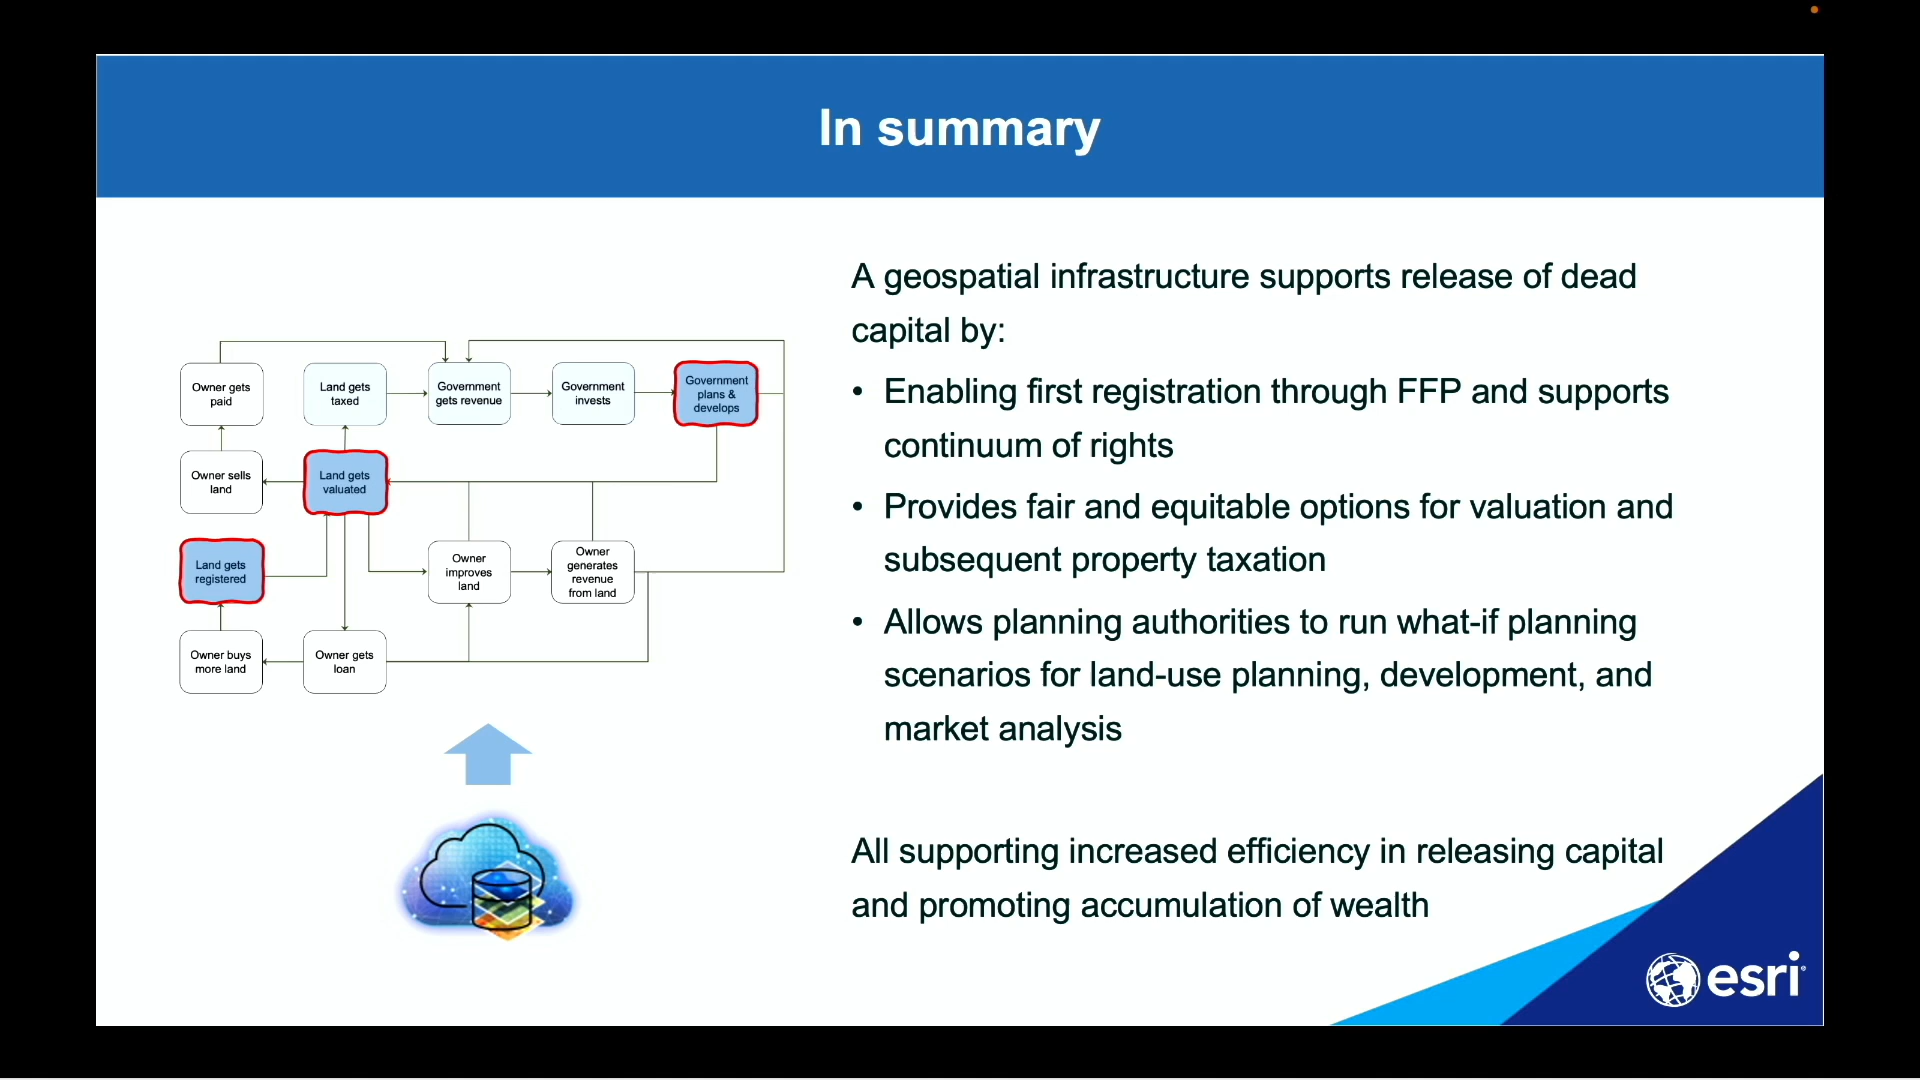 In summary
Owner gets
paid
Land gets
taxed
Government
gets revenue
Government
invests
Government
plans &
develops
Owner sells
land
Land gets
valuated
Land gets
registered
Owner
improves
land
Owner
generates
revenue
from land
Owner buys
more land
Owner gets
loan
A geospatial infrastructure supports release of dead
capital by:
• Enabling first registration through FFP and supports
continuum of rights
• Provides fair and equitable options for valuation and
subsequent property taxation
• Allows planning authorities to run what-if planning
scenarios for land-use planning, development, and
market analysis
All supporting increased efficiency in releasing capital
and promoting accumulation of wealth
esri